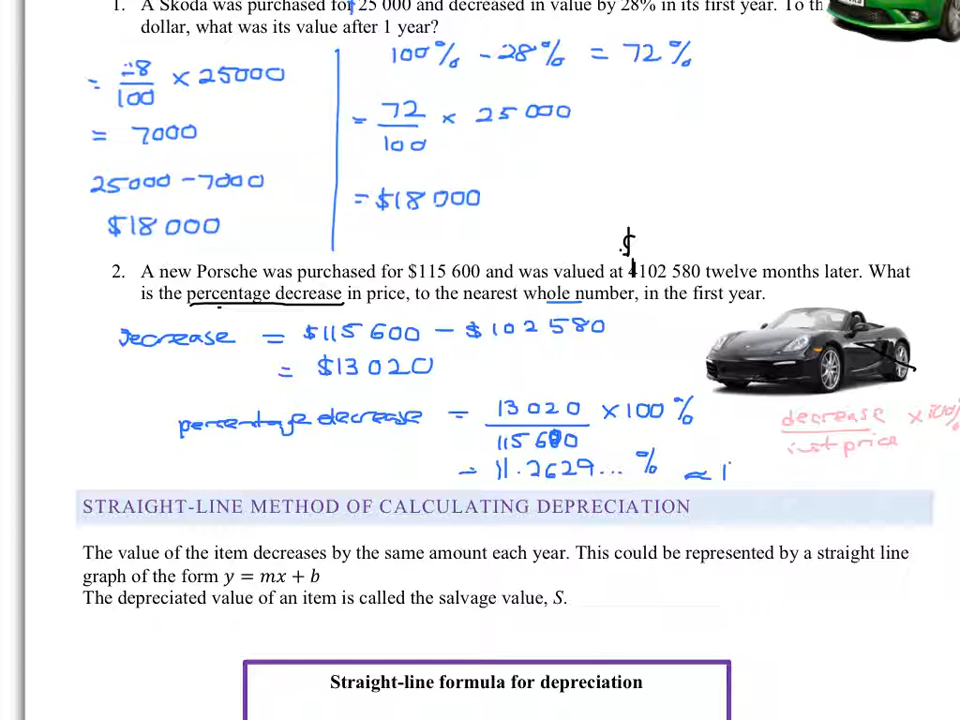 1. A Skoda was purchased for 25 000 and decreased in value by 28% in its first year. To th
dollar, what was its value after 1 year?
= 28/100 × 25000
= 7000
25000 - 7000
$18 000
100% - 28% = 72%
= 72/100 × 25 000
= $18 000
$
2. A new Porsche was purchased for $115 600 and was valued at 4102 580 twelve months later. What
is the percentage decrease in price, to the nearest whole number, in the first year.
Decrease = $115 600 - $102 580
= $13 020
percentage decrease = 13 020/115 600 × 100%
= 11.2629... % ≈ 1
decrease/ price × 100%
STRAIGHT-LINE METHOD OF CALCULATING DEPRECIATION
The value of the item decreases by the same amount each year. This could be represented by a straight line
graph of the form y = mx + b
The depreciated value of an item is called the salvage value, S.
Straight-line formula for depreciation